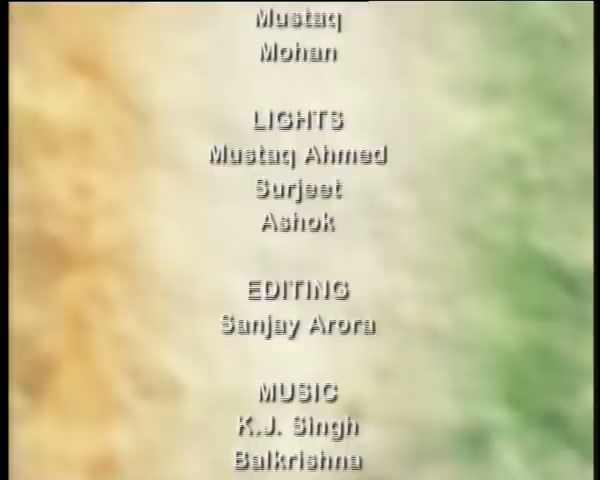 Mustaq
Mohan
LIGHTS
Mustaq Ahmed
Surjeet
Ashok
EDITING
Sanjay Arora
MUSIC
K.J. Singh
Balkrishna